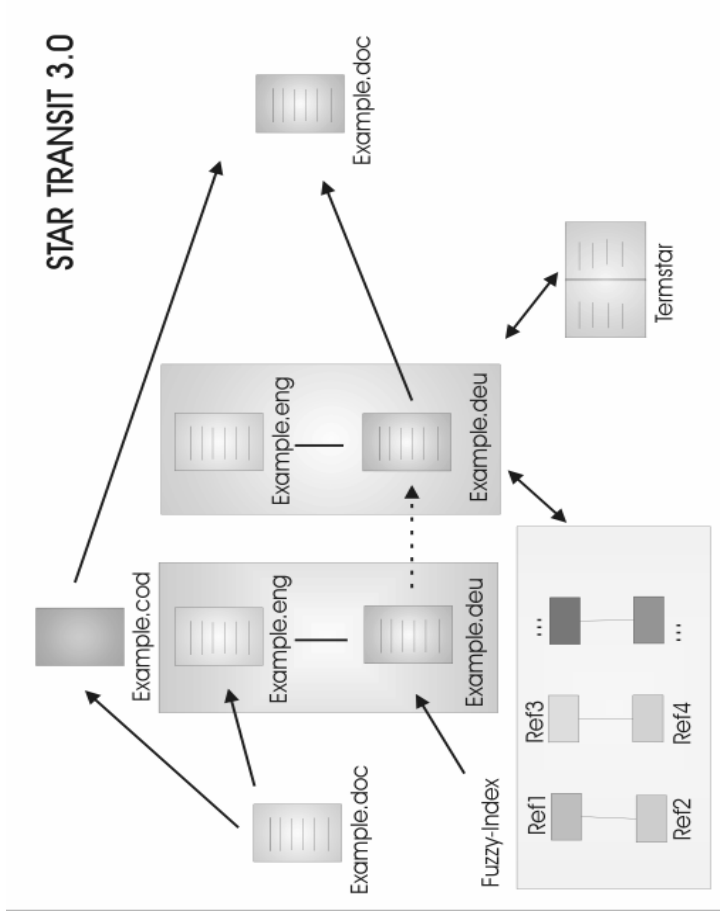 STAR TRANSIT 3.0
Example.cod
Example.doc
Example.doc
Example.eng
Example.eng
Example.deu
Example.deu
Fuzzy-Index
Termstar
Ref1
Ref3
...
Ref2
Ref4
...